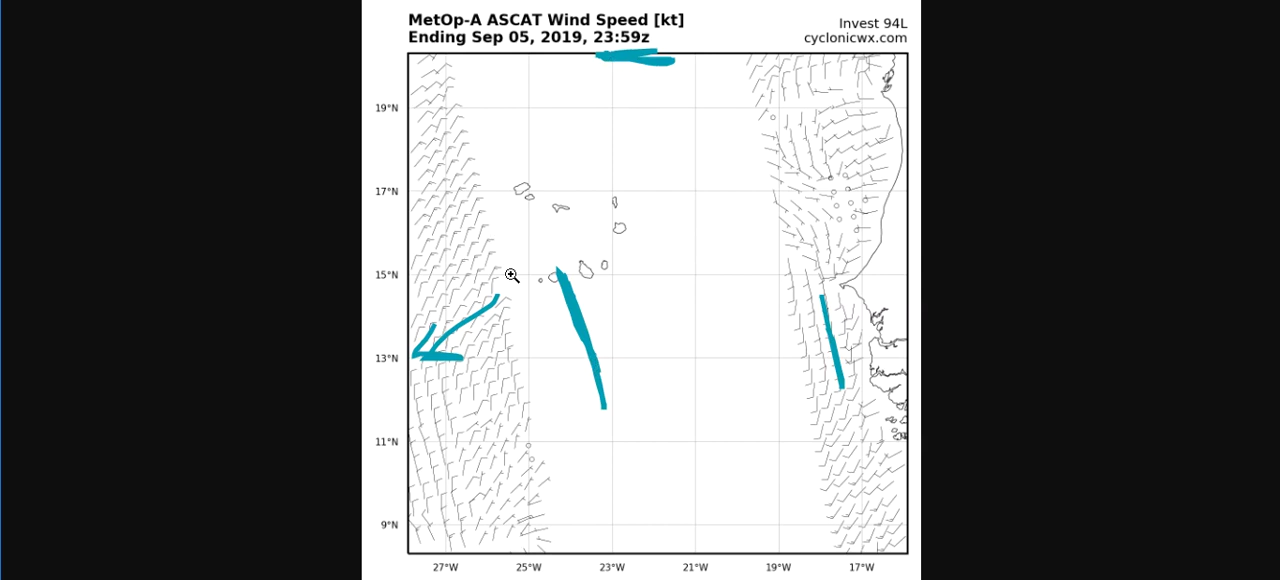 MetOp-A ASCAT Wind Speed [kt]
Ending Sep 05, 2019, 23:59z
Invest 94L
cyclonicwx.com
19°N
17°N
15°N
13°N
11°N
9°N
27°W 25°W 23°W 21°W 19°W 17°W